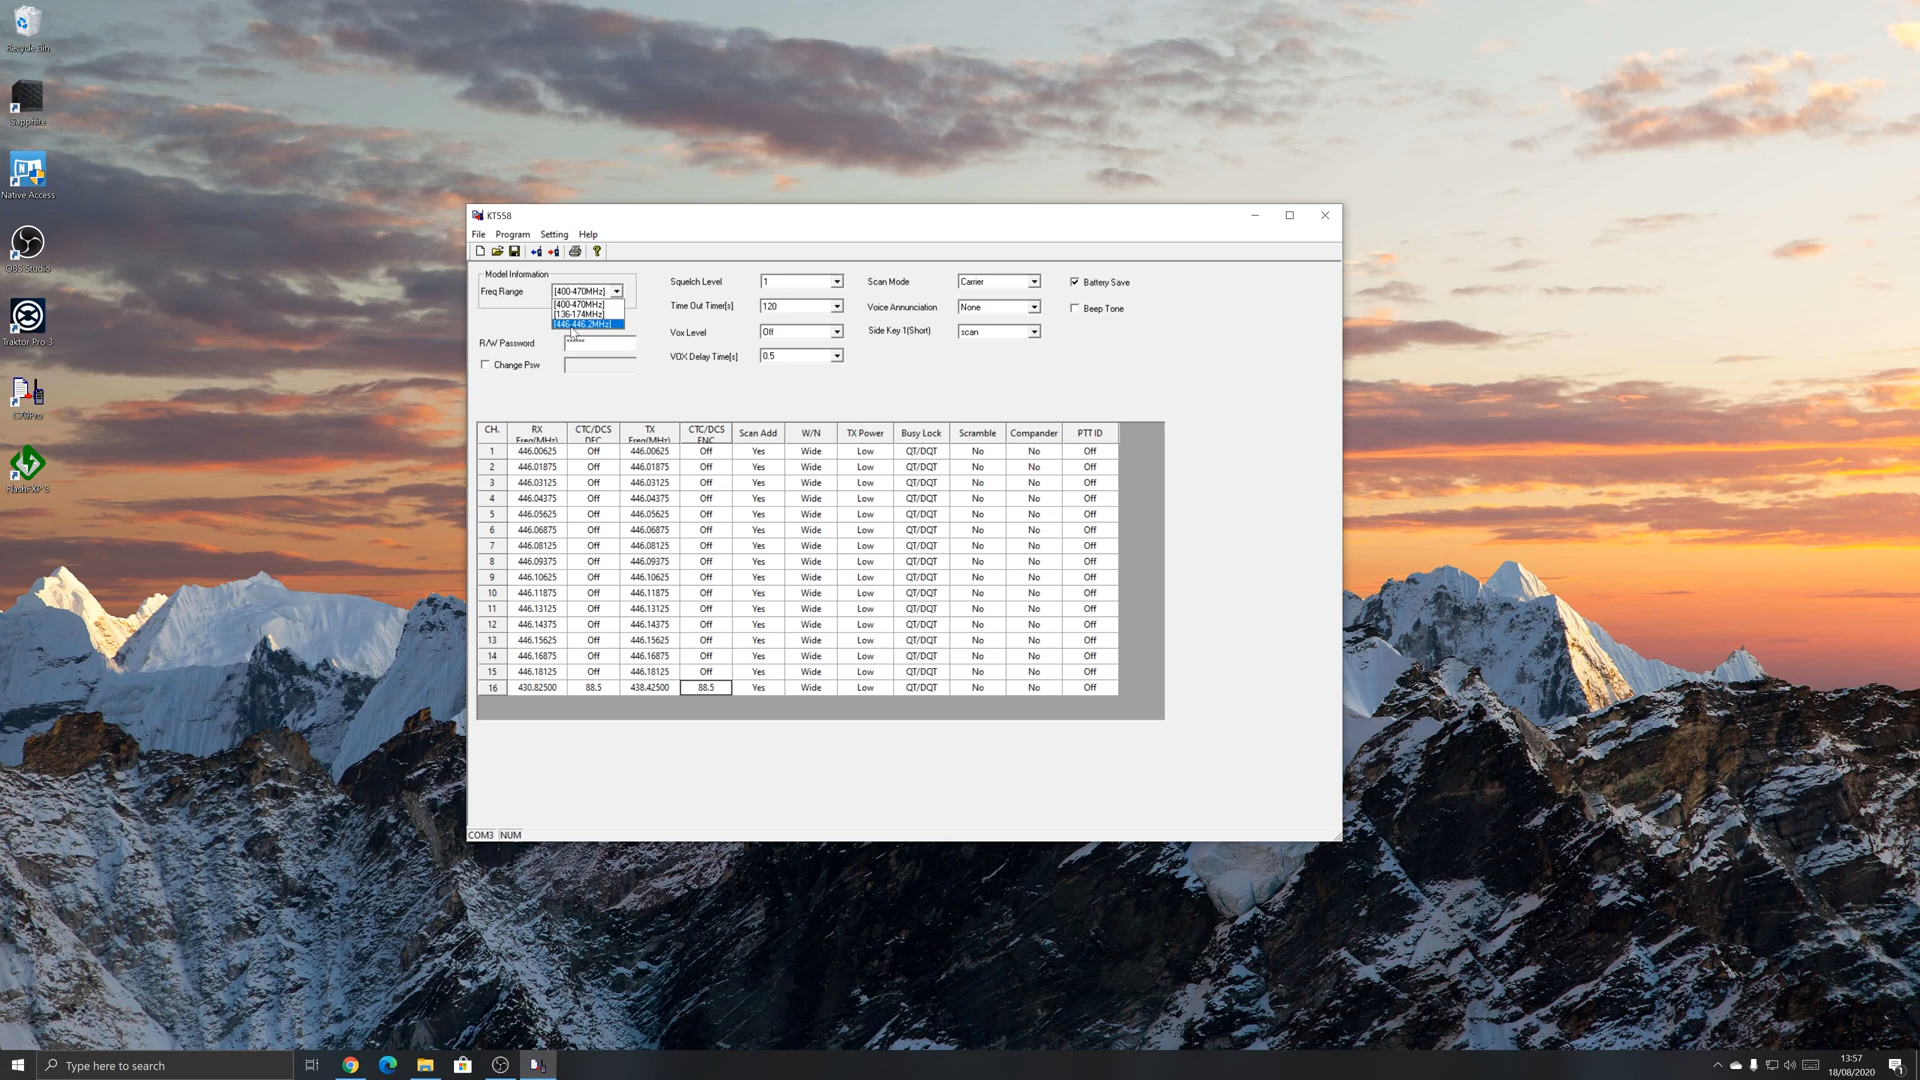 Recycle Bin
Sapphire
Native Access
OBS Studio
Traktor Pro 3
C70Pro
FlashFXP 5
KT558
File Program Setting Help
Model Information
Freq Range [400-470MHz]
[400-470MHz]
[136-174MHz]
[446-446.2MHz]
R/W Password ******
Change Psw
Squelch Level 1
Time Out Timer[s] 120
Vox Level Off
VOX Delay Time[s] 0.5
Scan Mode Carrier
Voice Annunciation None
Side Key 1(Short) scan
Battery Save
Beep Tone
CH. RX Freq(MHz) CTC/DCS DEC TX Freq(MHz) CTC/DCS ENC Scan Add W/N TX Power Busy Lock Scramble Compander PTT ID
1 446.00625 Off 446.00625 Off Yes Wide Low QT/DQT No No Off
2 446.01875 Off 446.01875 Off Yes Wide Low QT/DQT No No Off
3 446.03125 Off 446.03125 Off Yes Wide Low QT/DQT No No Off
4 446.04375 Off 446.04375 Off Yes Wide Low QT/DQT No No Off
5 446.05625 Off 446.05625 Off Yes Wide Low QT/DQT No No Off
6 446.06875 Off 446.06875 Off Yes Wide Low QT/DQT No No Off
7 446.08125 Off 446.08125 Off Yes Wide Low QT/DQT No No Off
8 446.09375 Off 446.09375 Off Yes Wide Low QT/DQT No No Off
9 446.10625 Off 446.10625 Off Yes Wide Low QT/DQT No No Off
10 446.11875 Off 446.11875 Off Yes Wide Low QT/DQT No No Off
11 446.13125 Off 446.13125 Off Yes Wide Low QT/DQT No No Off
12 446.14375 Off 446.14375 Off Yes Wide Low QT/DQT No No Off
13 446.15625 Off 446.15625 Off Yes Wide Low QT/DQT No No Off
14 446.16875 Off 446.16875 Off Yes Wide Low QT/DQT No No Off
15 446.18125 Off 446.18125 Off Yes Wide Low QT/DQT No No Off
16 430.82500 88.5 438.42500 88.5 Yes Wide Low QT/DQT No No Off
COM3 NUM
Type here to search
13:57
18/08/2020
1